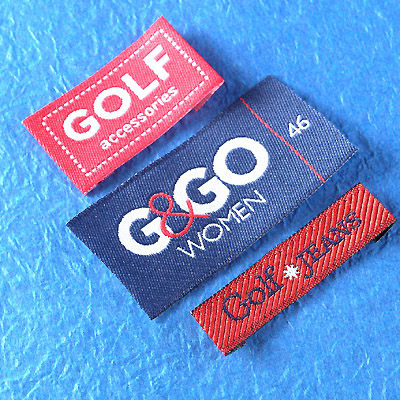 GOLF
accessories
G&GO
WOMEN
46
Golf * JEANS